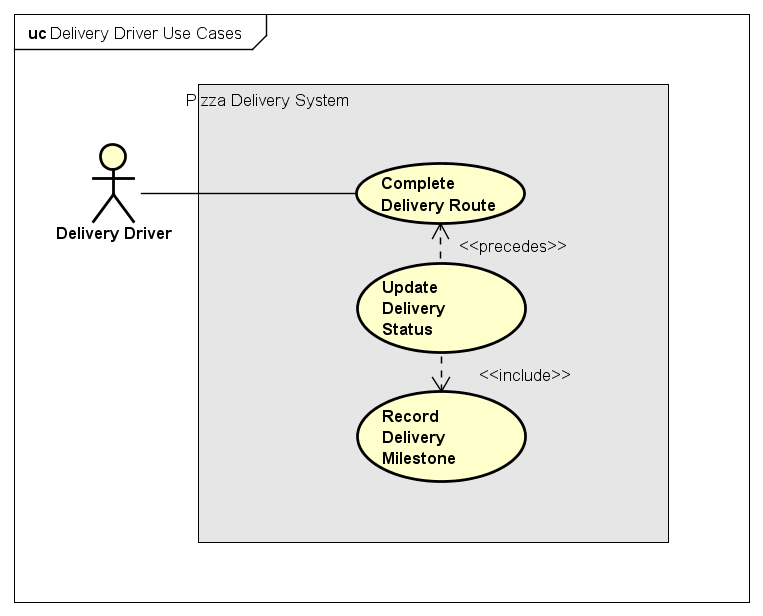 uc Delivery Driver Use Cases
Pizza Delivery System
Complete
Delivery Route
Delivery Driver
<<precedes>>
Update
Delivery
Status
<<include>>
Record
Delivery
Milestone